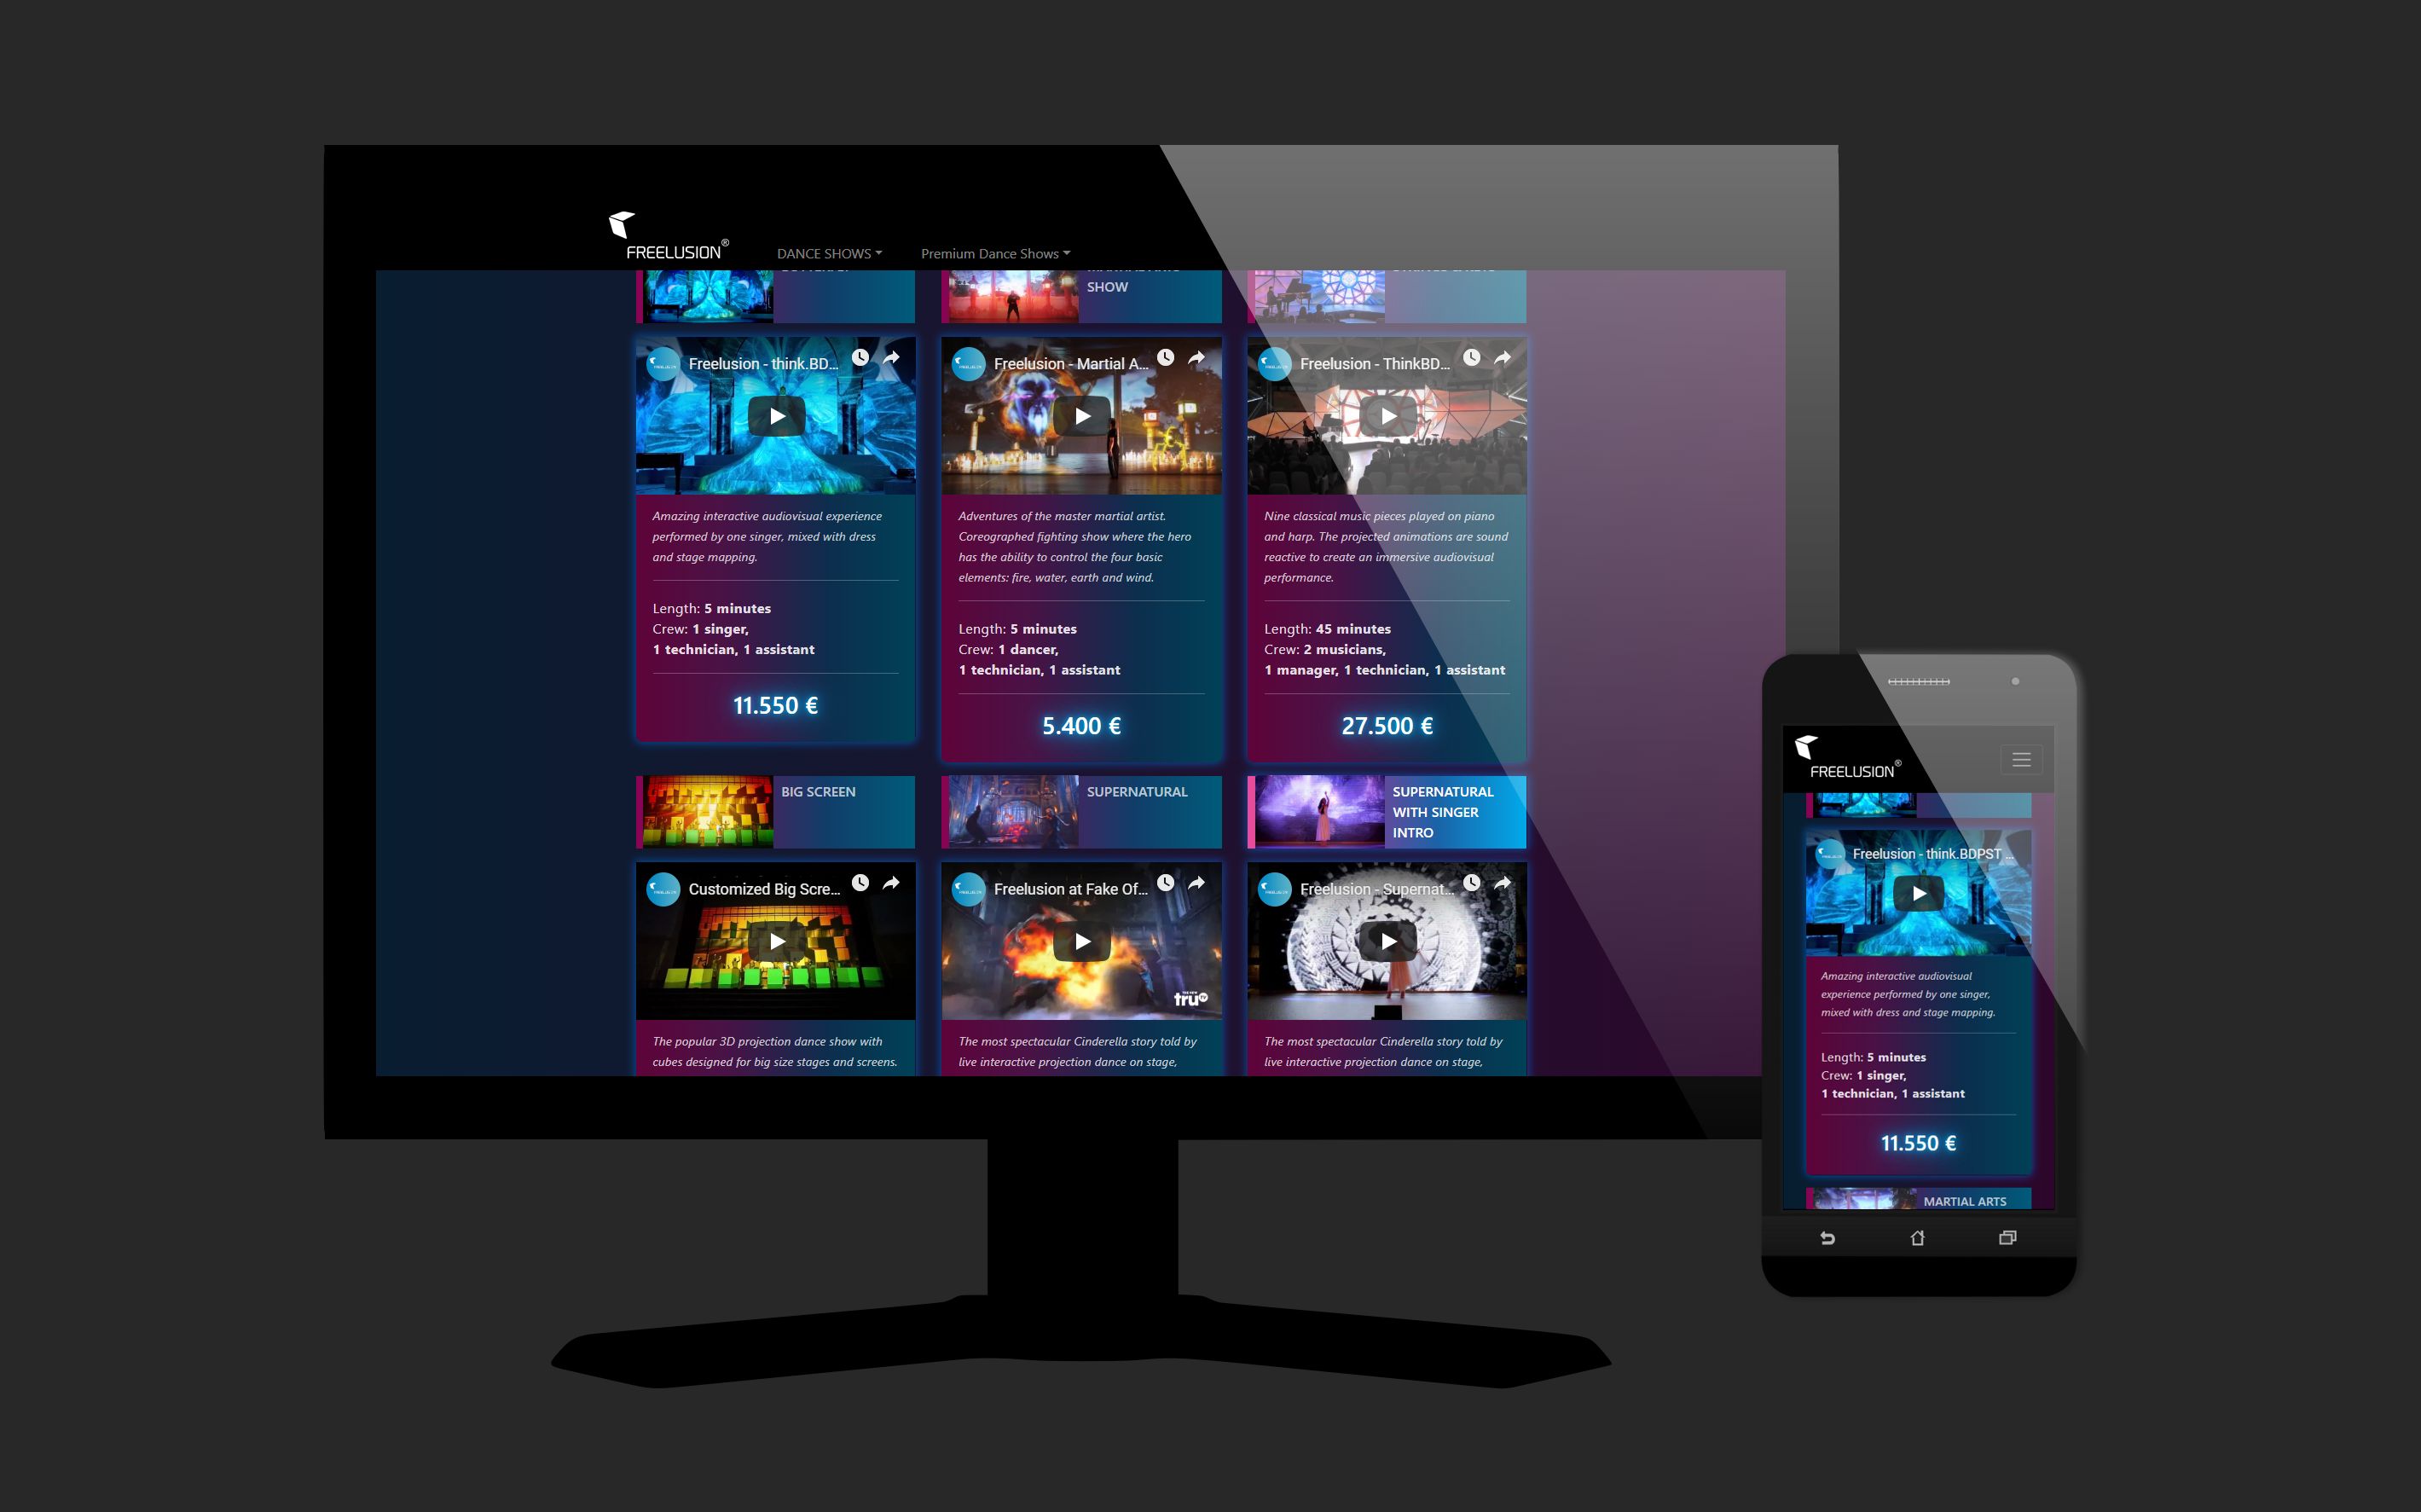 FREELUSION®
DANCE SHOWS
Premium Dance Shows
SHOW
Freelusion - think.BD...
Amazing interactive audiovisual experience
performed by one singer, mixed with dress
and stage mapping.
Length: 5 minutes
Crew: 1 singer,
1 technician, 1 assistant
11.550 €
Freelusion - Martial A...
Adventures of the master martial artist.
Coreographed fighting show where the hero
has the ability to control the four basic
elements: fire, water, earth and wind.
Length: 5 minutes
Crew: 1 dancer,
1 technician, 1 assistant
5.400 €
Freelusion - ThinkBD...
Nine classical music pieces played on piano
and harp. The projected animations are sound
reactive to create an immersive audiovisual
performance.
Length: 45 minutes
Crew: 2 musicians,
1 manager, 1 technician, 1 assistant
27.500 €
BIG SCREEN
Customized Big Scre...
The popular 3D projection dance show with
cubes designed for big size stages and screens.
SUPERNATURAL
Freelusion at Fake Of...
truTV
The most spectacular Cinderella story told by
live interactive projection dance on stage,
SUPERNATURAL
WITH SINGER
INTRO
Freelusion - Supernat...
The most spectacular Cinderella story told by
live interactive projection dance on stage,
FREELUSION®
Freelusion - think.BDPST ...
Amazing interactive audiovisual
experience performed by one singer,
mixed with dress and stage mapping.
Length: 5 minutes
Crew: 1 singer,
1 technician, 1 assistant
11.550 €
MARTIAL ARTS